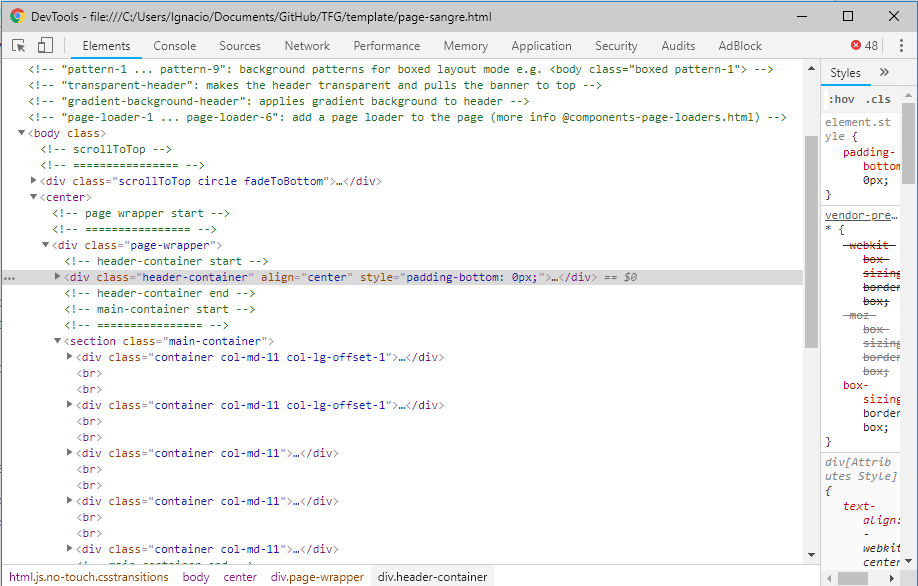 DevTools - file:///C:/Users/Ignacio/Documents/GitHub/TFG/template/page-sangre.html
Elements Console Sources Network Performance Memory Application Security Audits AdBlock 48
<!-- "pattern-1 ... pattern-9": background patterns for boxed layout mode e.g. <body class="boxed pattern-1"> -->
<!-- "transparent-header": makes the header transparent and pulls the banner to top -->
<!-- "gradient-background-header": applies gradient background to header -->
<!-- "page-loader-1 ... page-loader-6": add a page loader to the page (more info @components-page-loaders.html) -->
<body class>
<!-- scrollToTop -->
<!-- ================ -->
<div class="scrollToTop circle fadeToBottom">…</div>
<center>
<!-- page wrapper start -->
<!-- ================ -->
<div class="page-wrapper">
<!-- header-container start -->
<div class="header-container" align="center" style="padding-bottom: 0px;">…</div> == $0
<!-- header-container end -->
<!-- main-container start -->
<!-- ================ -->
<section class="main-container">
<div class="container col-md-11 col-lg-offset-1">…</div>
<br>
<br>
<div class="container col-md-11 col-lg-offset-1">…</div>
<br>
<br>
<div class="container col-md-11">…</div>
<br>
<br>
<div class="container col-md-11">…</div>
<br>
<br>
<div class="container col-md-11">…</div>
html.js.no-touch.csstransitions body center div.page-wrapper div.header-container
Styles »
:hov .cls
element.st
yle {
padding-
bottom
0px;
}
vendor-pre…
* {
-webkit-
box-
sizing
border
box;
-moz-
box-
sizing
border
box;
box-
sizing
border
box;
}
div[Attrib
utes Style]
{
text-
align:
-
webkit
center